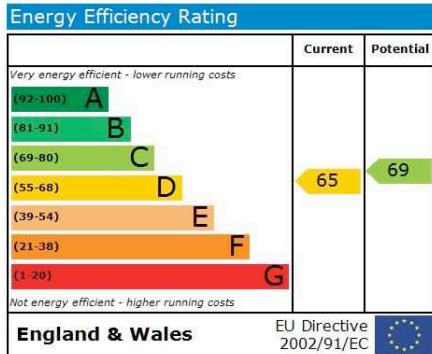 Energy Efficiency Rating
Current Potential
Very energy efficient - lower running costs
(92-100) A
(81-91) B
(69-80) C
(55-68) D
(39-54) E
(21-38) F
(1-20) G
65
69
Not energy efficient - higher running costs
England & Wales
EU Directive
2002/91/EC